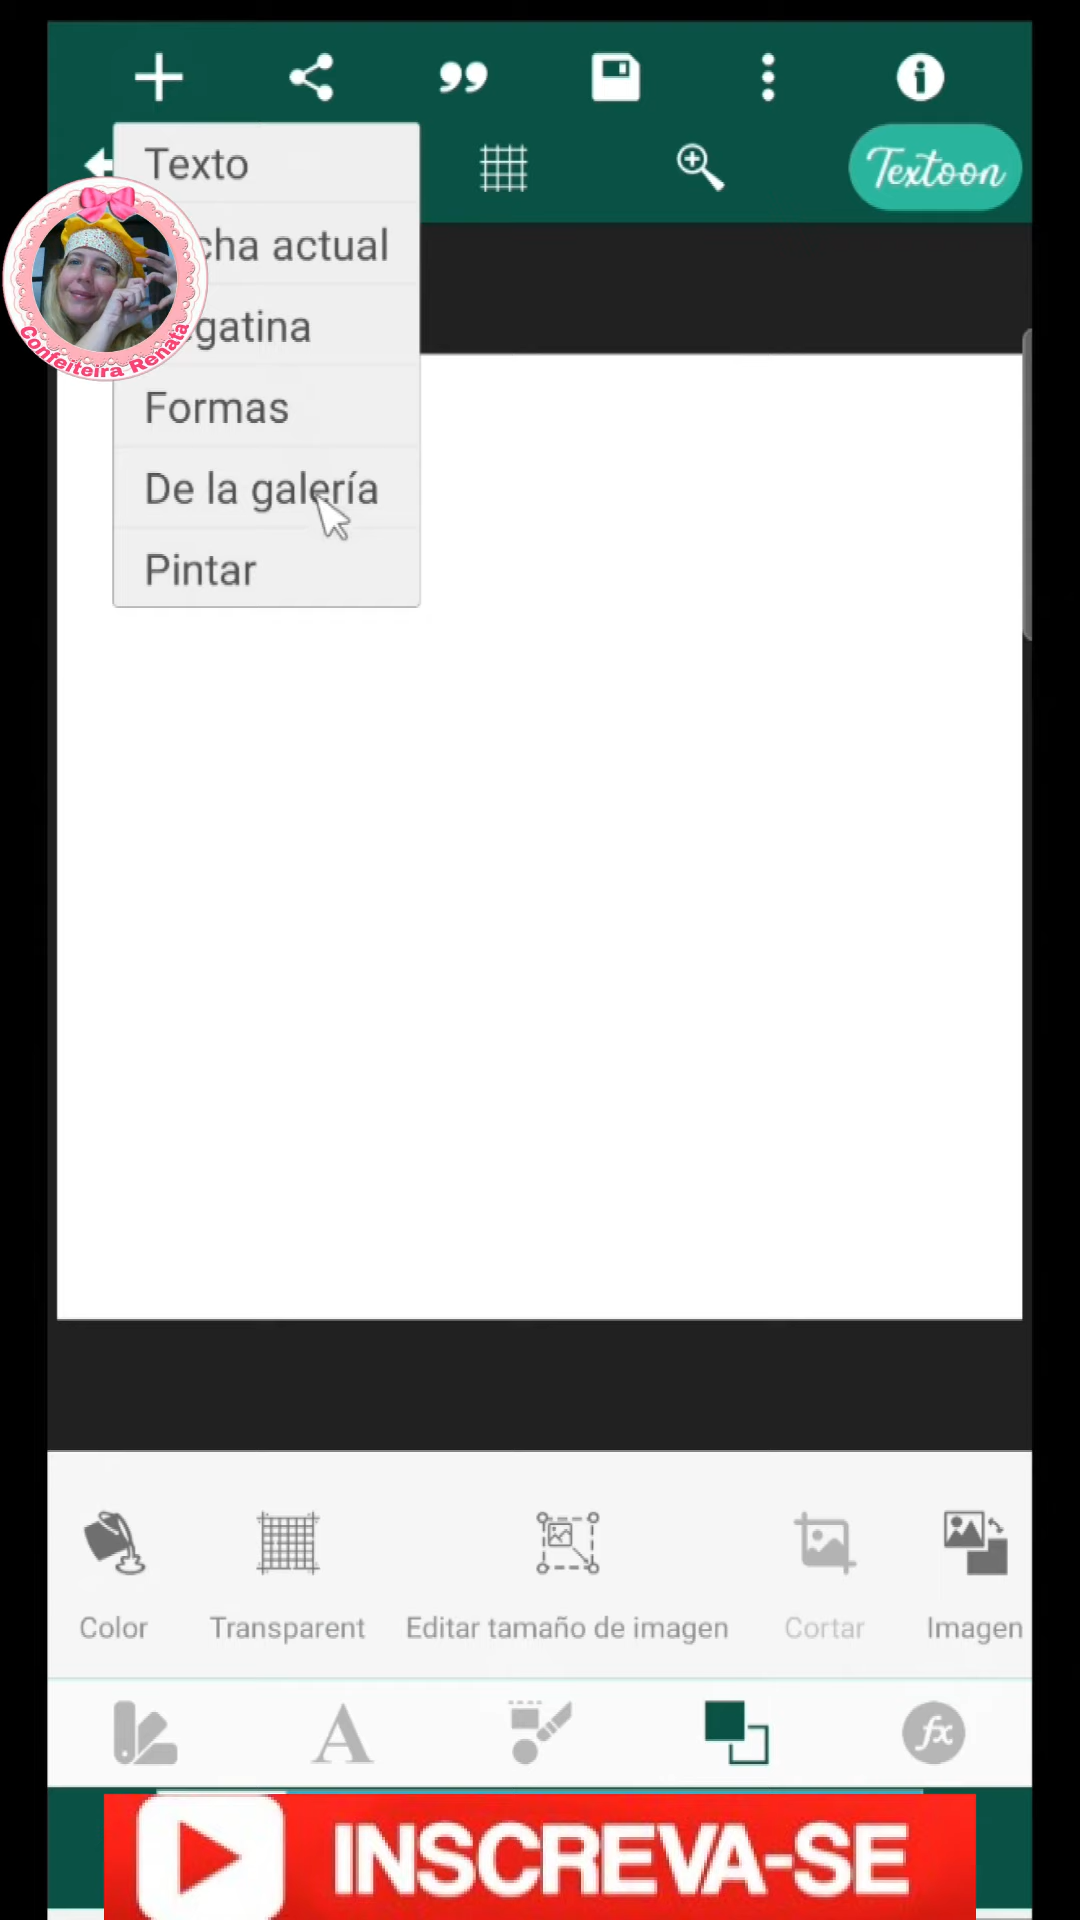 Texto
Textoon
cha actual
gatina
Confeiteira Renata
Formas
De la galería
Pintar
Color
Transparent
Editar tamaño de imagen
Cortar
Imagen
A
fx
INSCREVA-SE